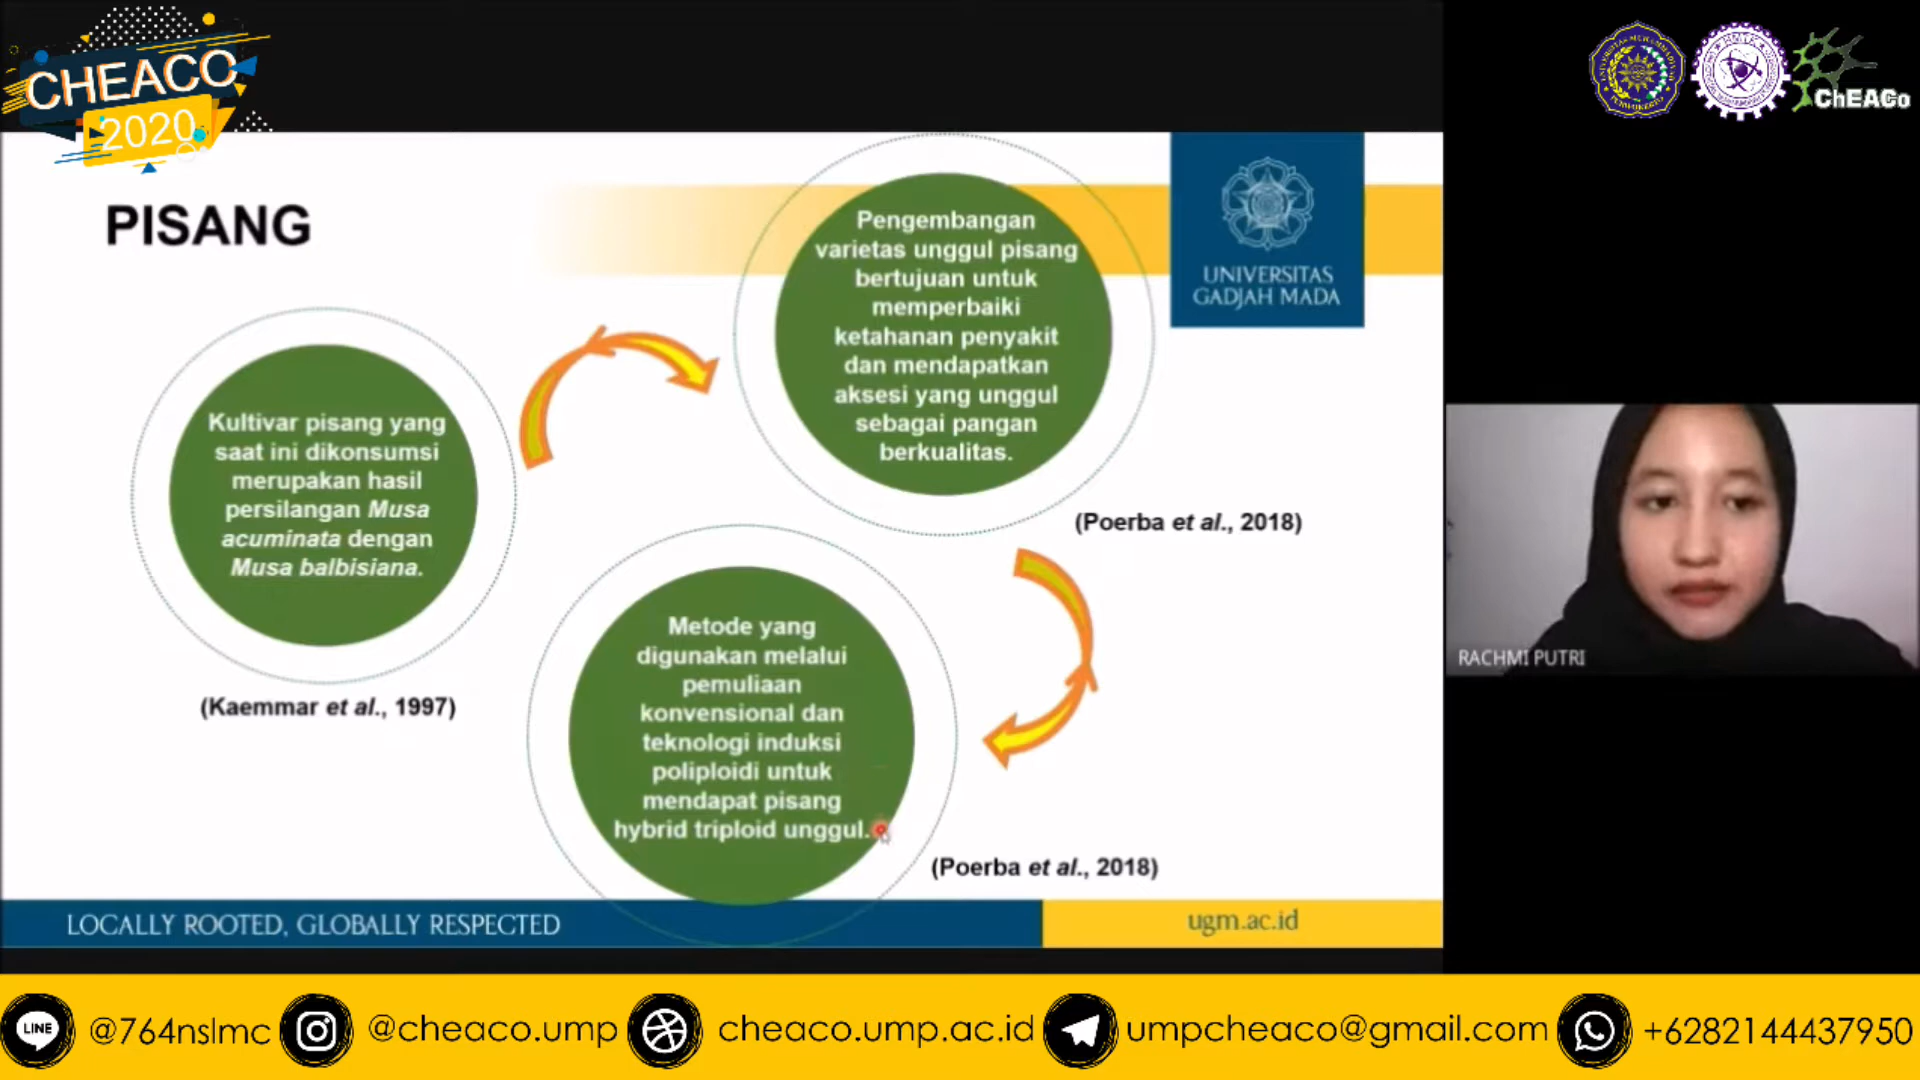 CHEACO
2020
ChEACo
PISANG
UNIVERSITAS
GADJAH MADA
Kultivar pisang yang
saat ini dikonsumsi
merupakan hasil
persilangan Musa
acuminata dengan
Musa balbisiana.
(Kaemmar et al., 1997)
Pengembangan
varietas unggul pisang
bertujuan untuk
memperbaiki
ketahanan penyakit
dan mendapatkan
aksesi yang unggul
sebagai pangan
berkualitas.
(Poerba et al., 2018)
Metode yang
digunakan melalui
pemuliaan
konvensional dan
teknologi induksi
poliploidi untuk
mendapat pisang
hybrid triploid unggul.
(Poerba et al., 2018)
RACHMI PUTRI
LOCALLY ROOTED, GLOBALLY RESPECTED
ugm.ac.id
LINE
@764nslmc
@cheaco.ump
cheaco.ump.ac.id
umpcheaco@gmail.com
+6282144437950